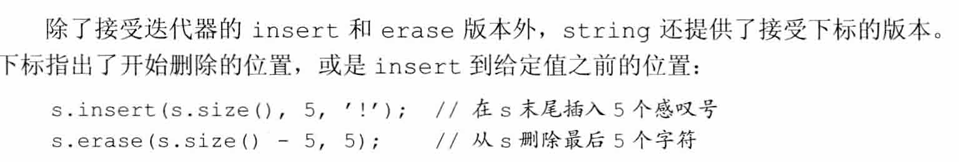 除了接受迭代器的 insert 和 erase 版本外，string 还提供了接受下标的版本。
下标指出了开始删除的位置，或是 insert 到给定值之前的位置：
s.insert(s.size(), 5, '!'); // 在 s 末尾插入 5 个感叹号
s.erase(s.size() - 5, 5); // 从 s 删除最后 5 个字符